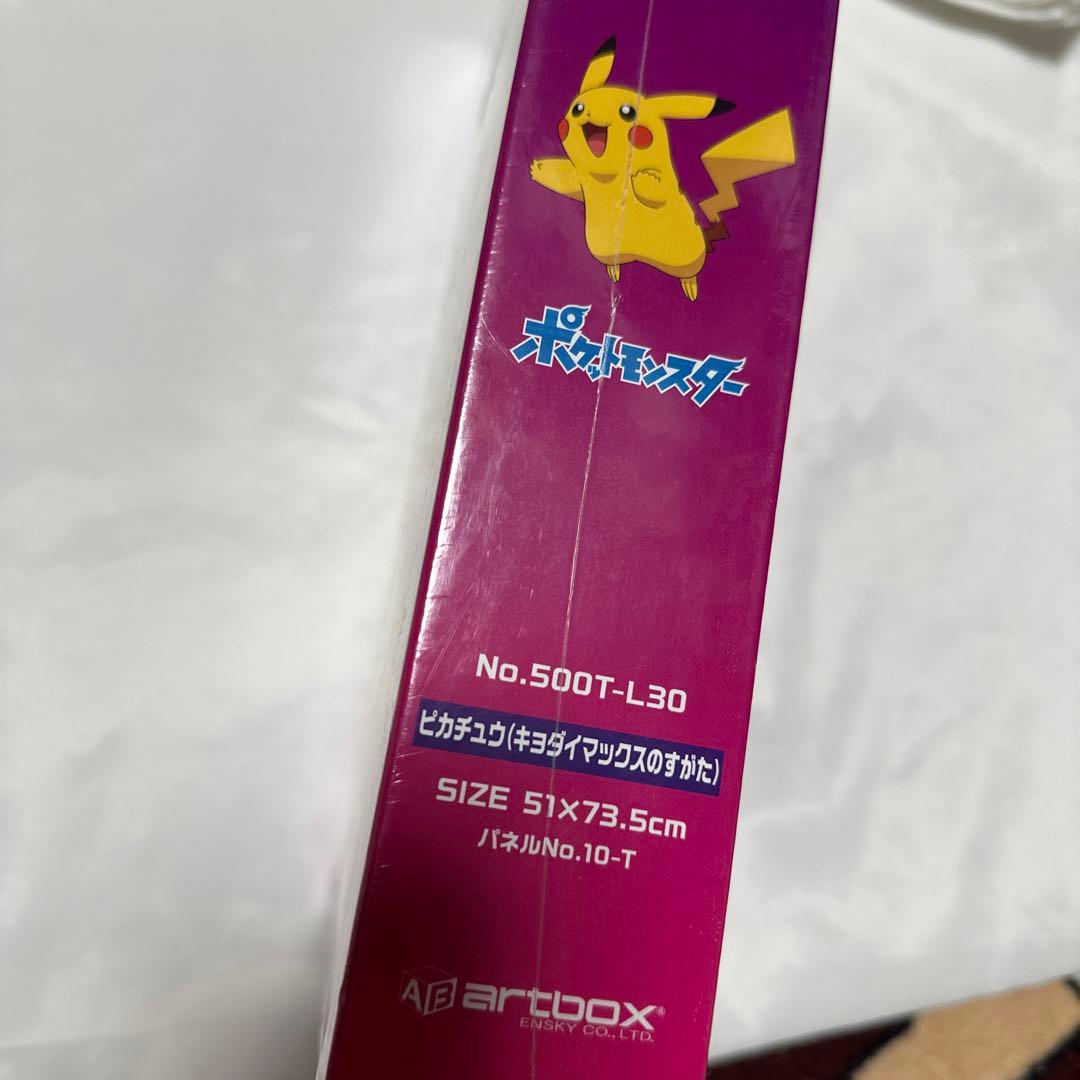 ポケットモンスター
No.500T-L30
ピカチュウ(キョダイマックスのすがた)
SIZE 51×73.5cm
パネルNo.10-T
AB artbox®
ENSKY CO., LTD.